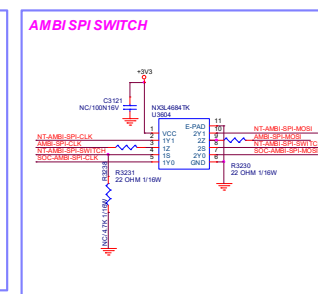 AMBI SPI SWITCH
+3V3
C3121
NC/100N16V
NX3L4684TK
U3604
1 VCC E-PAD 11
2 1Y1 2Y1 10
3 1Z 2Z 9
4 1S 2S 8
5 1Y0 2Y0 7
GND 6
NT-AMBI-SPI-CLK
AMBI-SPI-CLK
NT-AMBI-SPI-SWITCH
SOC-AMBI-SPI-CLK
NT-AMBI-SPI-MOSI
AMBI-SPI-MOSI
NT-AMBI-SPI-SWITC
SOC-AMBI-SPI-MOSI
R3231
22 OHM 1/16W
R3230
22 OHM 1/16W
R3238
NC/4.7K 1/16W